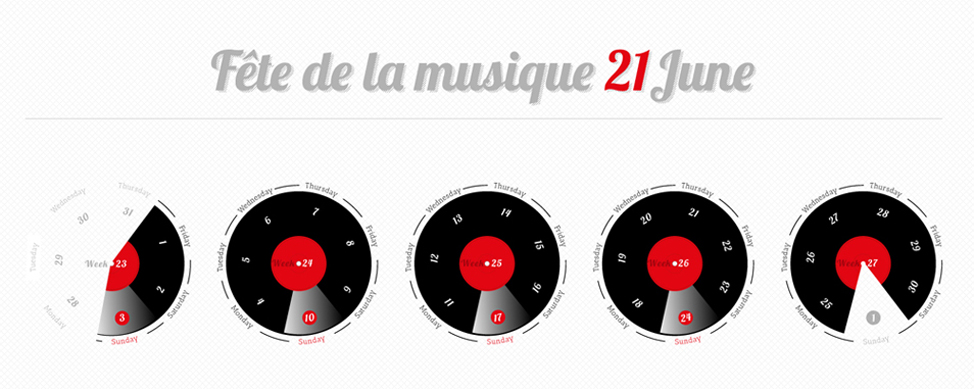 Fête de la musique 21 June
Monday
28
Tuesday
29
Wednesday
30
Thursday
31
Friday
1
Saturday
2
Sunday
3
Week 23
Monday
4
Tuesday
5
Wednesday
6
Thursday
7
Friday
8
Saturday
9
Sunday
10
Week 24
Monday
11
Tuesday
12
Wednesday
13
Thursday
14
Friday
15
Saturday
16
Sunday
17
Week 25
Monday
18
Tuesday
19
Wednesday
20
Thursday
21
Friday
22
Saturday
23
Sunday
24
Week 26
Monday
25
Tuesday
26
Wednesday
27
Thursday
28
Friday
29
Saturday
30
Sunday
1
Week 27